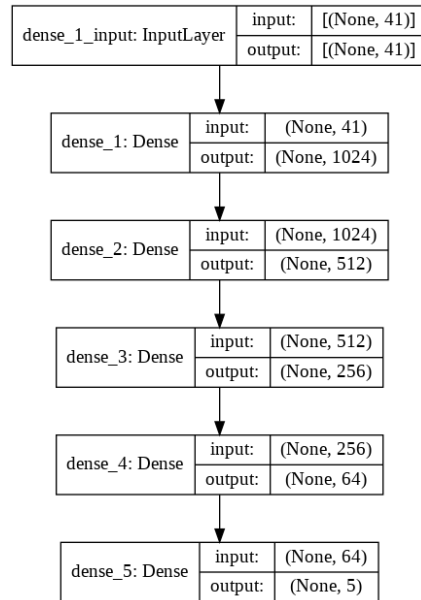 dense_1_input: InputLayer
input: [(None, 41)]
output: [(None, 41)]
dense_1: Dense
input: (None, 41)
output: (None, 1024)
dense_2: Dense
input: (None, 1024)
output: (None, 512)
dense_3: Dense
input: (None, 512)
output: (None, 256)
dense_4: Dense
input: (None, 256)
output: (None, 64)
dense_5: Dense
input: (None, 64)
output: (None, 5)